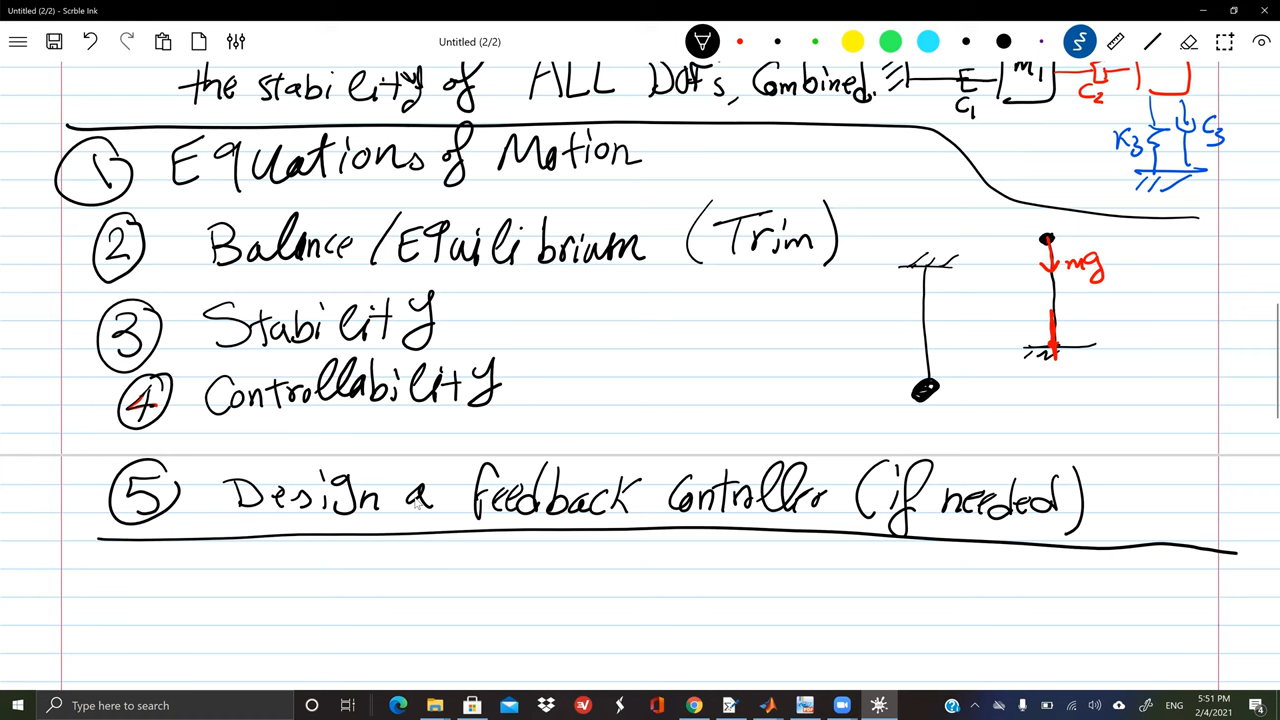 Untitled (2/2) - Scrble Ink
Untitled (2/2)
the stability of ALL DOFs, Combined.
C1 m1 C2
K3 C3
1 Equations of Motion
2 Balance/Equilibrium (Trim)
mg
3 Stability
4 Controllability
5 Design a feedback Controller (if needed)
Type here to search
ENG
5:51 PM
2/4/2021
4